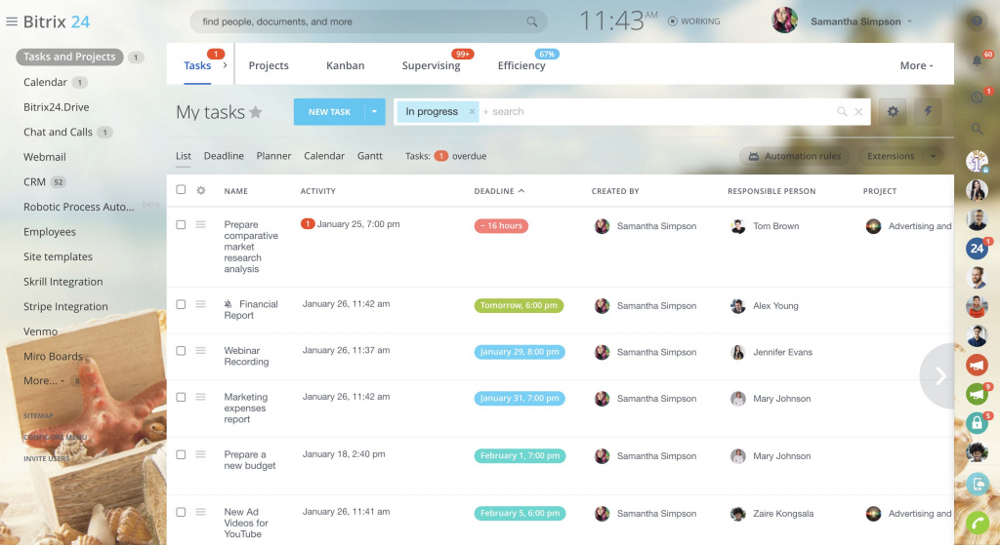 Bitrix 24
find people, documents, and more
11:43 AM
WORKING
Samantha Simpson
Tasks and Projects 1
Calendar 1
Bitrix24.Drive
Chat and Calls 1
Webmail
CRM 52
Robotic Process Auto... beta
Employees
Site templates
Skrill Integration
Stripe Integration
Venmo
Miro Boards
More... 8
SITEMAP
CONFIGURE MENU
INVITE USERS
Tasks 1
Projects
Kanban
Supervising 99+
Efficiency 67%
More
My tasks
NEW TASK
In progress × + search
List Deadline Planner Calendar Gantt Tasks: 1 overdue
Automation rules
Extensions
NAME ACTIVITY DEADLINE CREATED BY RESPONSIBLE PERSON PROJECT
Prepare
comparative
market
research
analysis
1 January 25, 7:00 pm
− 16 hours
Samantha Simpson
Tom Brown
Advertising and
Financial
Report
January 26, 11:42 am
Tomorrow, 6:00 pm
Samantha Simpson
Alex Young
Webinar
Recording
January 26, 11:37 am
January 29, 8:00 pm
Samantha Simpson
Jennifer Evans
Marketing
expenses
report
January 26, 11:42 am
January 31, 7:00 pm
Samantha Simpson
Mary Johnson
Prepare a
new budget
January 18, 2:40 pm
February 1, 7:00 pm
Samantha Simpson
Mary Johnson
New Ad
Videos for
YouTube
January 26, 11:41 am
February 5, 6:00 pm
Samantha Simpson
Zaire Kongsala
Advertising and
?
60
1
1
24 1
9
5